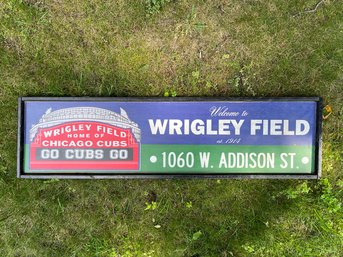 WRIGLEY FIELD
HOME OF
CHICAGO CUBS
GO CUBS GO
Welcome to
WRIGLEY FIELD
est. 1914
• 1060 W. ADDISON ST. •